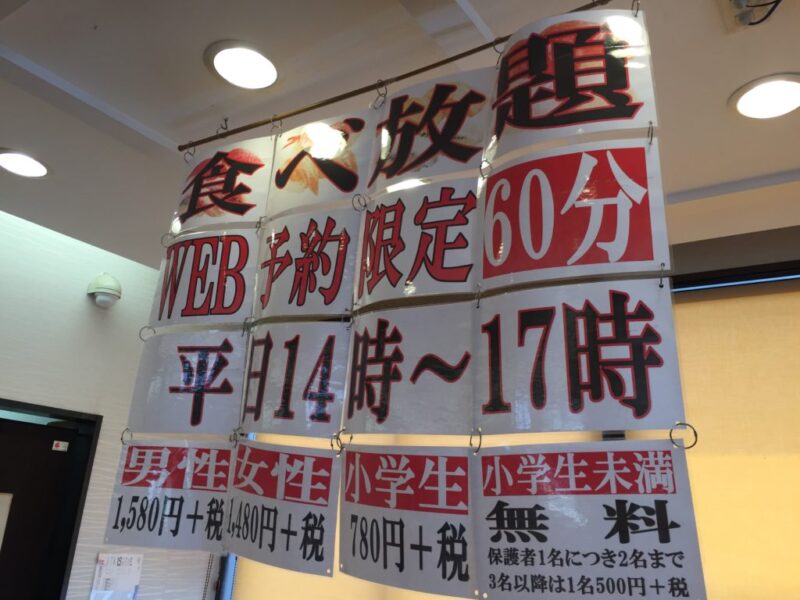 食べ放題
WEB予約限定60分
平日14時～17時
男性 女性 小学生 小学生未満
1,580円＋税 1,480円＋税 780円＋税 無料
保護者1名につき2名まで
3名以降は1名500円＋税